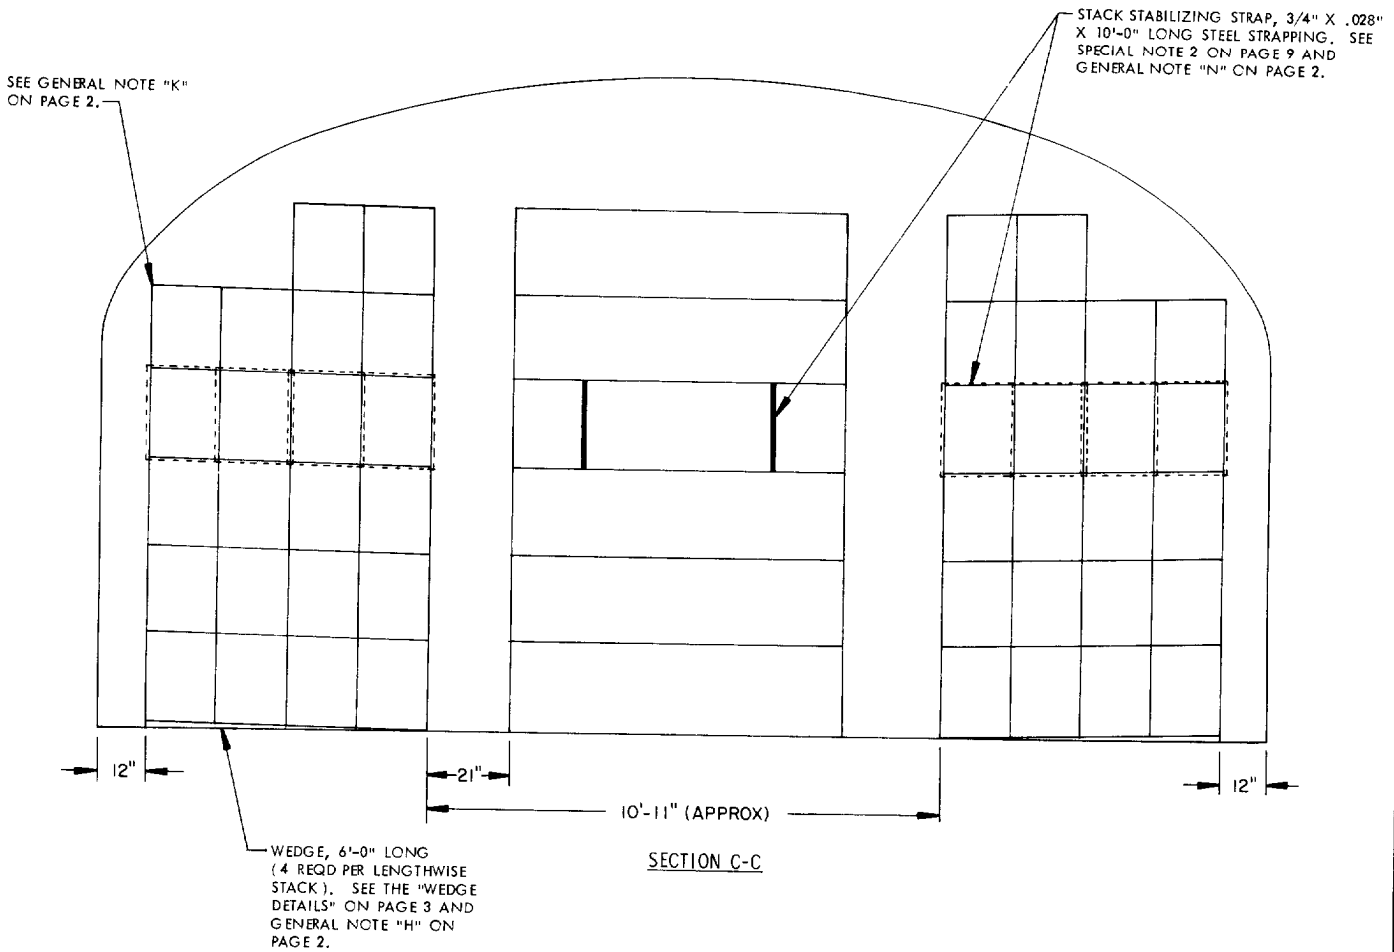 STACK STABILIZING STRAP, 3/4" X .028"
X 10'-0" LONG STEEL STRAPPING. SEE
SPECIAL NOTE 2 ON PAGE 9 AND
GENERAL NOTE "N" ON PAGE 2.
SEE GENERAL NOTE "K"
ON PAGE 2.
12"
21"
12"
10'-11" (APPROX)
SECTION C-C
WEDGE, 6'-0" LONG
(4 REQD PER LENGTHWISE
STACK). SEE THE "WEDGE
DETAILS" ON PAGE 3 AND
GENERAL NOTE "H" ON
PAGE 2.